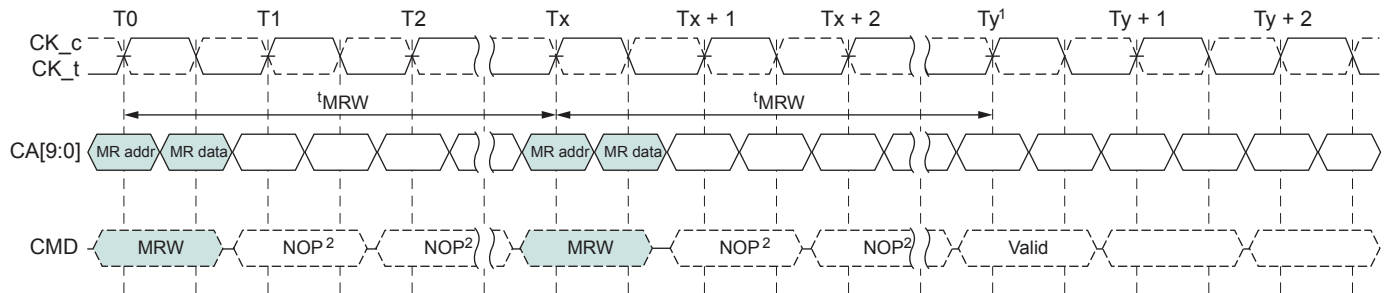 T0 T1 T2 Tx Tx + 1 Tx + 2 Ty¹ Ty + 1 Ty + 2
CK_c
CK_t
ᵗMRW ᵗMRW
CA[9:0] MR addr MR data MR addr MR data
CMD MRW NOP² NOP² MRW NOP² NOP² Valid